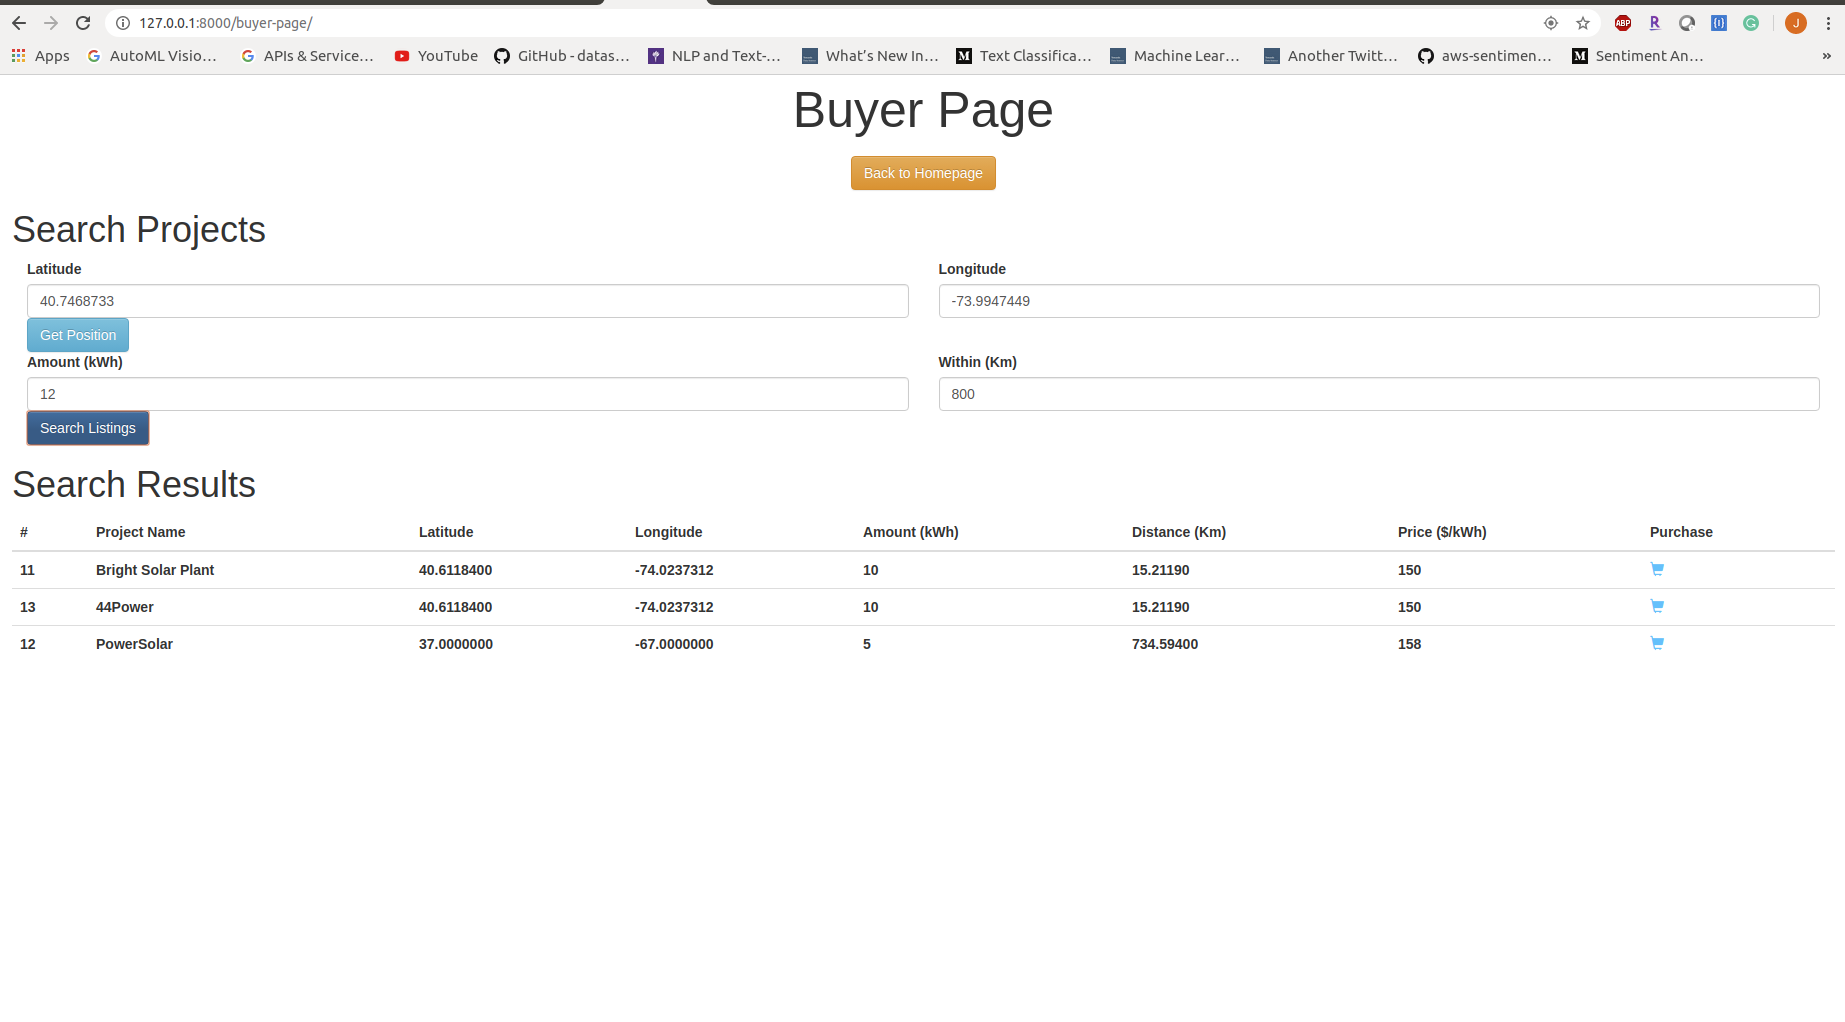 127.0.0.1:8000/buyer-page/
ABP R {i} G J
Apps AutoML Visio... APIs & Service... YouTube GitHub - datas... NLP and Text-... What's New In... M Text Classifica... Machine Lear... Another Twitt... aws-sentimen... M Sentiment An... »
Buyer Page
Back to Homepage
Search Projects
Latitude Longitude
40.7468733 -73.9947449
Get Position
Amount (kWh) Within (Km)
12 800
Search Listings
Search Results
# Project Name Latitude Longitude Amount (kWh) Distance (Km) Price ($/kWh) Purchase
11 Bright Solar Plant 40.6118400 -74.0237312 10 15.21190 150
13 44Power 40.6118400 -74.0237312 10 15.21190 150
12 PowerSolar 37.0000000 -67.0000000 5 734.59400 158